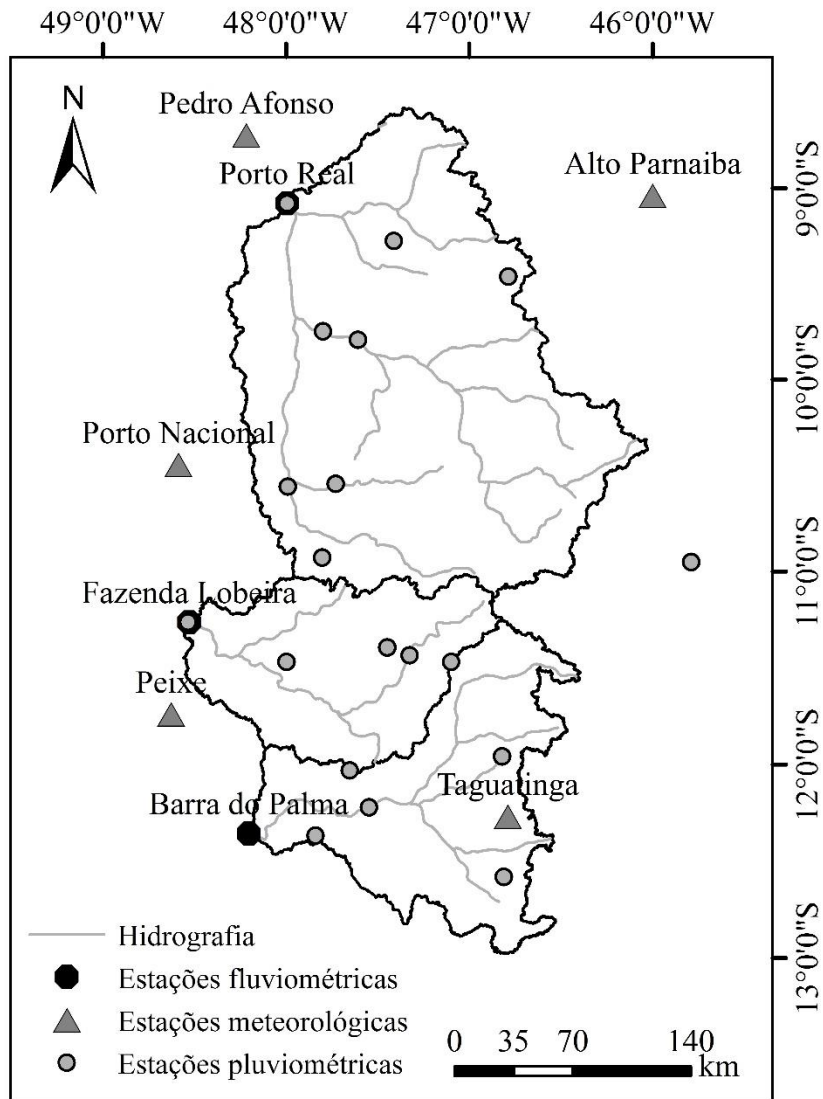 49°0'0"W 48°0'0"W 47°0'0"W 46°0'0"W
N
Pedro Afonso
Alto Parnaiba
Porto Real
9°0'0"S
10°0'0"S
Porto Nacional
11°0'0"S
Fazenda Lobeira
Peixe
12°0'0"S
Taguatinga
Barra do Palma
13°0'0"S
Hidrografia
Estações fluviométricas
Estações meteorológicas
Estações pluviométricas
0 35 70 140
km